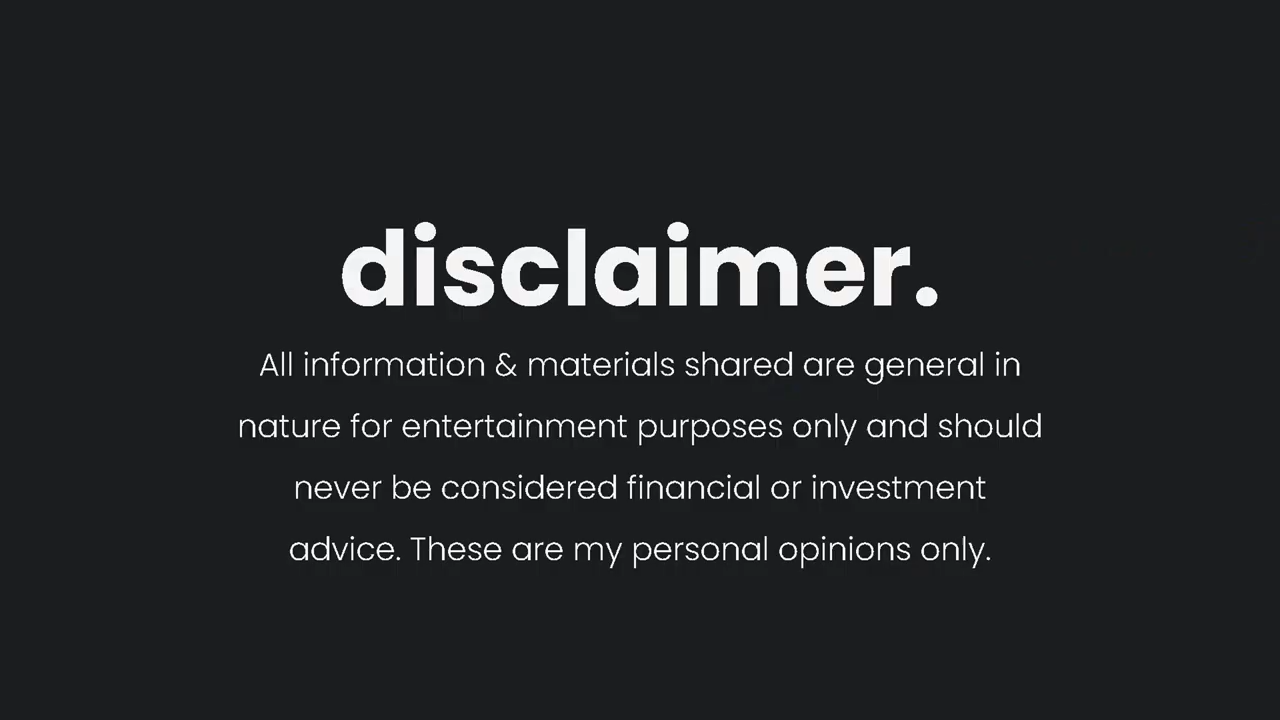 disclaimer.
All information & materials shared are general in
nature for entertainment purposes only and should
never be considered financial or investment
advice. These are my personal opinions only.